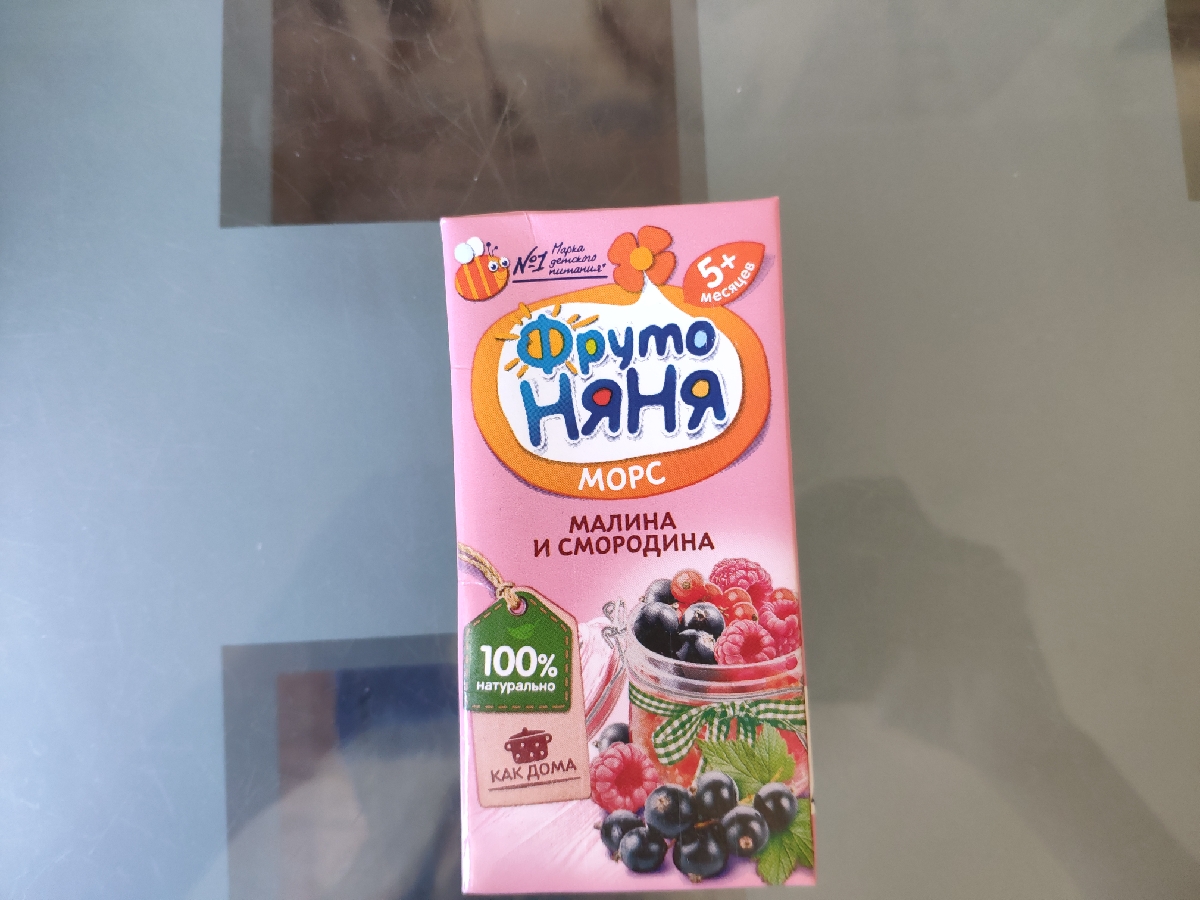 №1 Марка
детского
питания*
5+
месяцев
Фруто
Няня
МОРС
МАЛИНА
И СМОРОДИНА
100%
натурально
КАК ДОМА